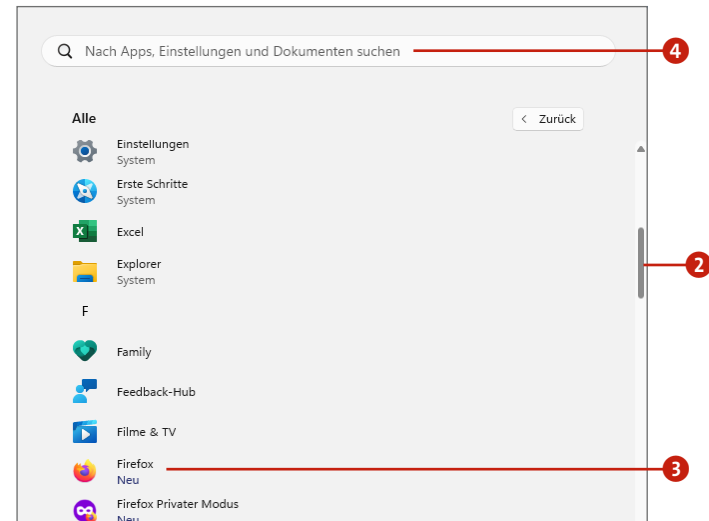 Nach Apps, Einstellungen und Dokumenten suchen
4
Alle
Zurück
Einstellungen
System
Erste Schritte
System
Excel
Explorer
System
2
F
Family
Feedback-Hub
Filme & TV
Firefox
Neu
3
Firefox Privater Modus
Neu